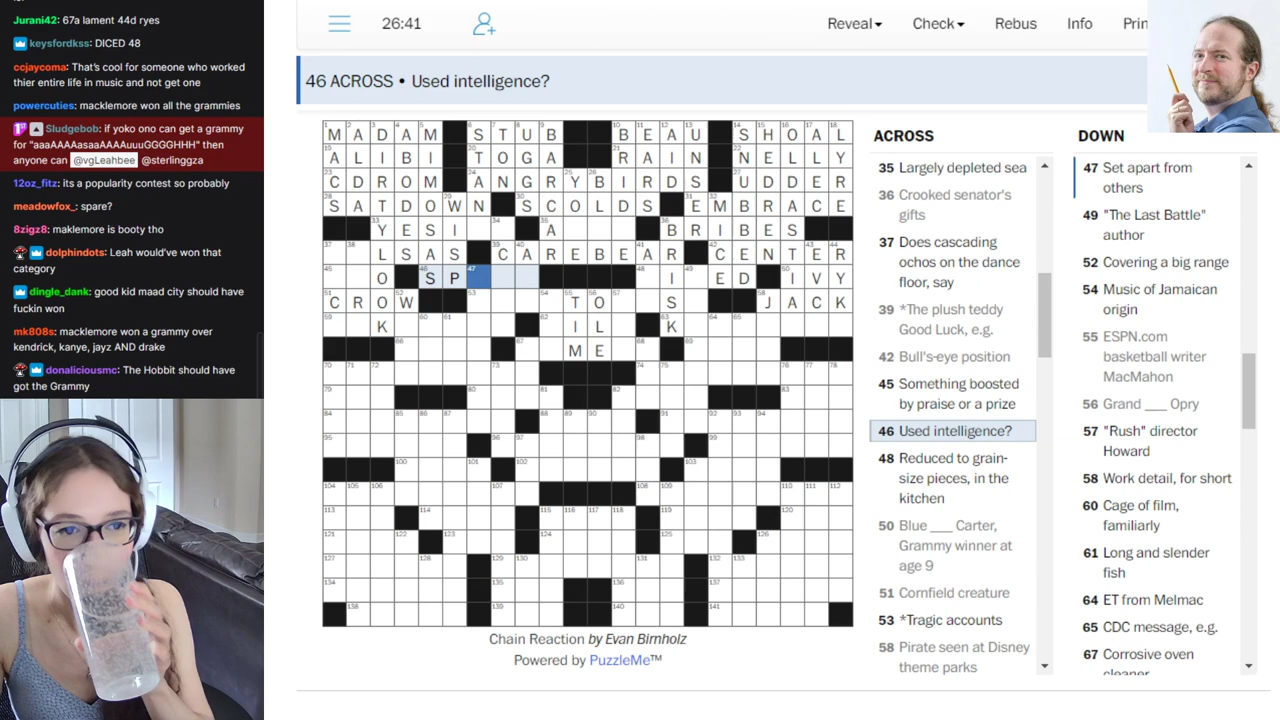 Jurani42: 67a lament 44d ryes
keysfordkss: DICED 48
ccjaycoma: That's cool for someone who worked
thier entire life in music and not get one
powercuties: macklemore won all the grammies
Sludgebob: if yoko ono can get a grammy
for "aaaAAAAasaaAAAAuuuGGGGHHH" then
anyone can @vgLeahbee @sterlinggza
12oz_fitz: its a popularity contest so probably
meadowfox_: spare?
8zigz8: maklemore is booty tho
dolphindots: Leah would've won that
category
dingle_dank: good kid maad city should have
fuckin won
mk808s: macklemore won a grammy over
kendrick, kanye, jayz AND drake
donaliciousmc: The Hobbit should have
got the Grammy
26:41
Reveal
Check
Rebus
Info
Prin
46 ACROSS • Used intelligence?
MADAM STUB BEAU SHOAL
ALIBI TOGA RAIN NELLY
CDROM ANGRYBIRDS UDDER
SATDOWN SCOLDS EMBRACE
YESI A BRIBES
LSAS CAREBEAR CENTER
O SP I ED IVY
CROW TO S JACK
K IL K
ME
Chain Reaction by Evan Birnholz
Powered by PuzzleMe™
ACROSS
35 Largely depleted sea
36 Crooked senator's
gifts
37 Does cascading
ochos on the dance
floor, say
39 *The plush teddy
Good Luck, e.g.
42 Bull's-eye position
45 Something boosted
by praise or a prize
46 Used intelligence?
48 Reduced to grain-
size pieces, in the
kitchen
50 Blue ___ Carter,
Grammy winner at
age 9
51 Cornfield creature
53 *Tragic accounts
58 Pirate seen at Disney
theme parks
DOWN
47 Set apart from
others
49 "The Last Battle"
author
52 Covering a big range
54 Music of Jamaican
origin
55 ESPN.com
basketball writer
MacMahon
56 Grand ___ Opry
57 "Rush" director
Howard
58 Work detail, for short
60 Cage of film,
familiarly
61 Long and slender
fish
64 ET from Melmac
65 CDC message, e.g.
67 Corrosive oven
cleaner